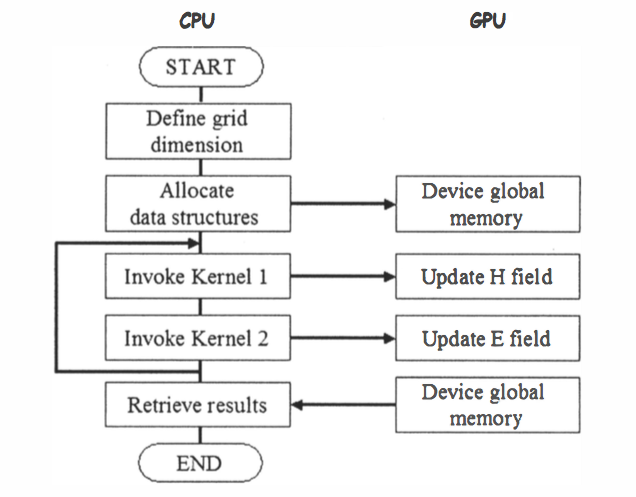 CPU
GPU
START
Define grid
dimension
Allocate
data structures
Device global
memory
Invoke Kernel 1
Update H field
Invoke Kernel 2
Update E field
Retrieve results
Device global
memory
END